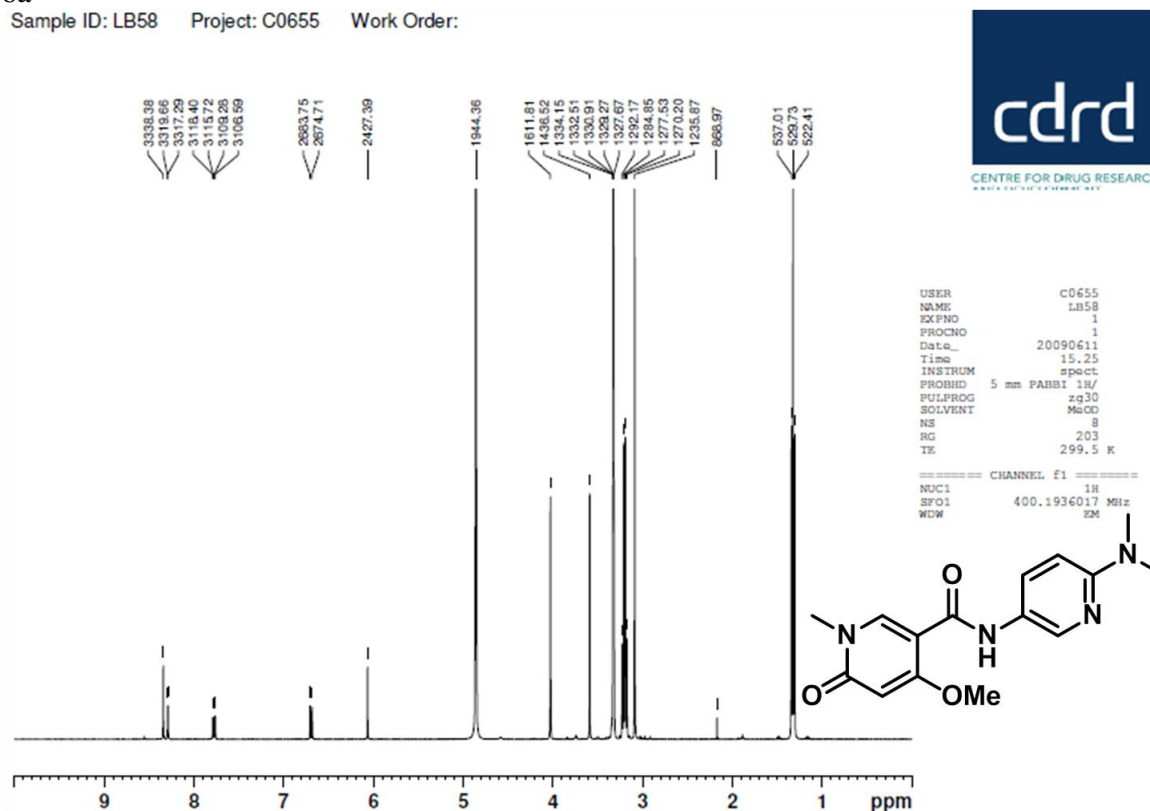 Sample ID: LB58 Project: C0655 Work Order:
3338.38
3319.66
3317.29
3118.40
3115.72
3109.28
3106.59
2683.75
2674.71
2427.39
1944.36
1611.81
1436.52
1334.15
1332.51
1330.91
1329.27
1327.67
1292.17
1284.85
1277.53
1270.20
1235.87
868.97
537.01
529.73
522.41
cdrd
CENTRE FOR DRUG RESEARC
USER C0655
NAME LB58
EXPNO 1
PROCNO 1
Date_ 20090611
Time 15.25
INSTRUM spect
PROBHD 5 mm PABBI 1H/
PULPROG zg30
SOLVENT MeOD
NS 8
RG 203
TE 299.5 K
======== CHANNEL f1 ========
NUC1 1H
SFO1 400.1936017 MHz
WDW EM
N
O
N
N
N
H
O
OMe
9 8 7 6 5 4 3 2 1 ppm